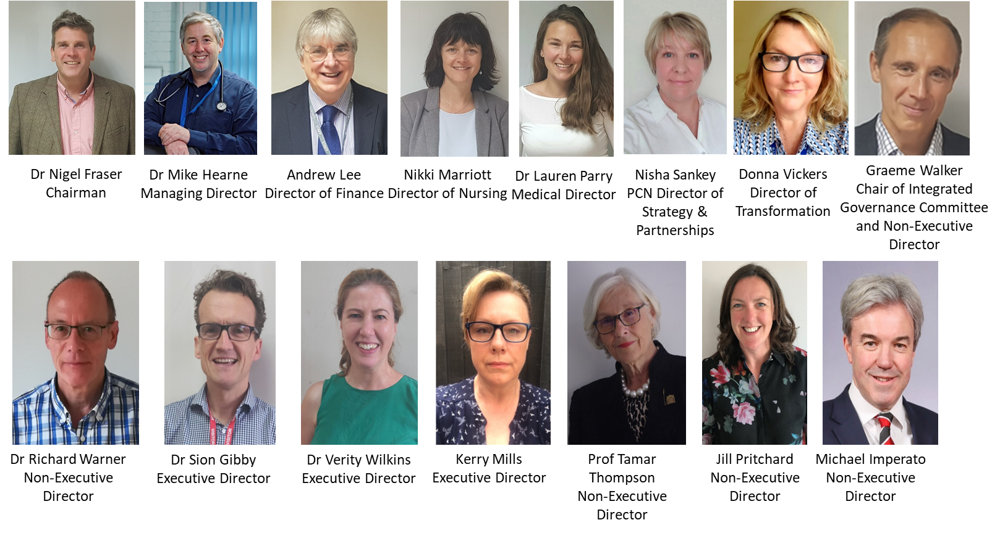 Dr Nigel Fraser
Chairman
Dr Mike Hearne
Managing Director
Andrew Lee
Director of Finance
Nikki Marriott
Director of Nursing
Dr Lauren Parry
Medical Director
Nisha Sankey
PCN Director of
Strategy &
Partnerships
Donna Vickers
Director of
Transformation
Graeme Walker
Chair of Integrated
Governance Committee
and Non-Executive
Director
Dr Richard Warner
Non-Executive
Director
Dr Sion Gibby
Executive Director
VISITOR
VISITOR
Dr Verity Wilkins
Executive Director
Kerry Mills
Executive Director
Prof Tamar
Thompson
Non-Executive
Director
Jill Pritchard
Non-Executive
Director
Michael Imperato
Non-Executive
Director